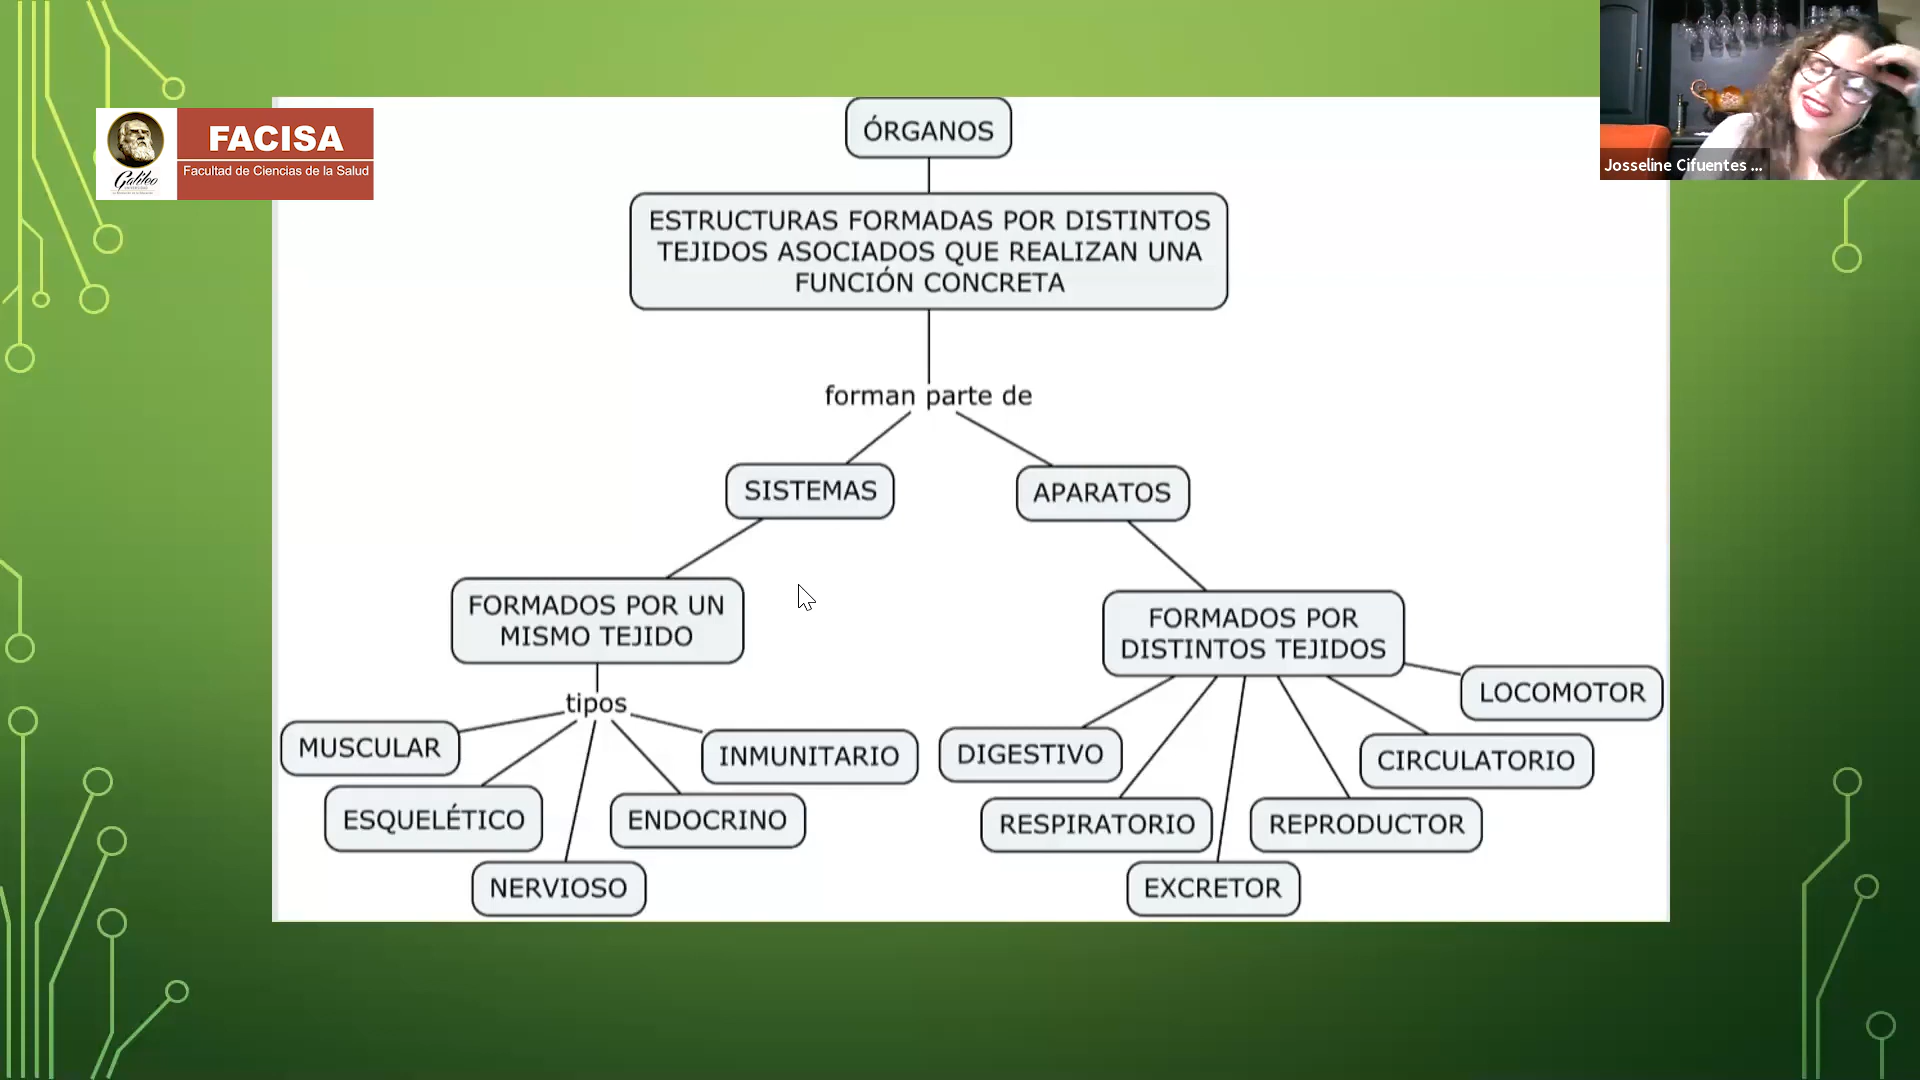 FACISA
Facultad de Ciencias de la Salud
Galileo
Josseline Cifuentes ...
ÓRGANOS
ESTRUCTURAS FORMADAS POR DISTINTOS
TEJIDOS ASOCIADOS QUE REALIZAN UNA
FUNCIÓN CONCRETA
forman parte de
SISTEMAS
APARATOS
FORMADOS POR UN
MISMO TEJIDO
tipos
MUSCULAR
ESQUELÉTICO
NERVIOSO
ENDOCRINO
INMUNITARIO
FORMADOS POR
DISTINTOS TEJIDOS
DIGESTIVO
RESPIRATORIO
EXCRETOR
REPRODUCTOR
CIRCULATORIO
LOCOMOTOR